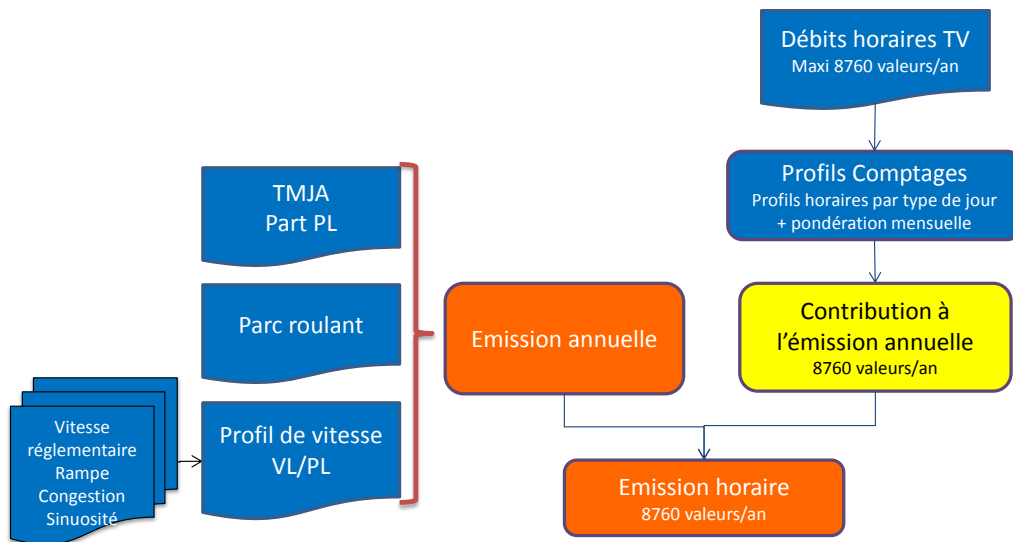 Débits horaires TV
Maxi 8760 valeurs/an
Profils Comptages
Profils horaires par type de jour
+ pondération mensuelle
TMJA
Part PL
Parc roulant
Emission annuelle
Contribution à
l’émission annuelle
8760 valeurs/an
Vitesse
réglementaire
Rampe
Congestion
Sinuosité
Profil de vitesse
VL/PL
Emission horaire
8760 valeurs/an